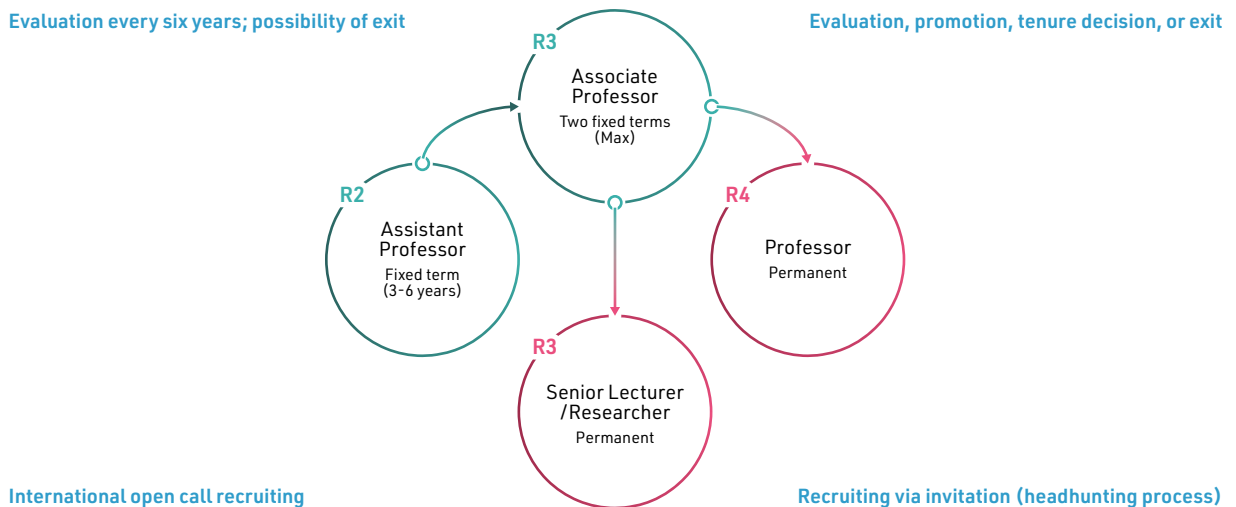 Evaluation every six years; possibility of exit
Evaluation, promotion, tenure decision, or exit
R3
Associate
Professor
Two fixed terms
(Max)
R2
Assistant
Professor
Fixed term
(3-6 years)
R4
Professor
Permanent
R3
Senior Lecturer
/Researcher
Permanent
International open call recruiting
Recruiting via invitation (headhunting process)